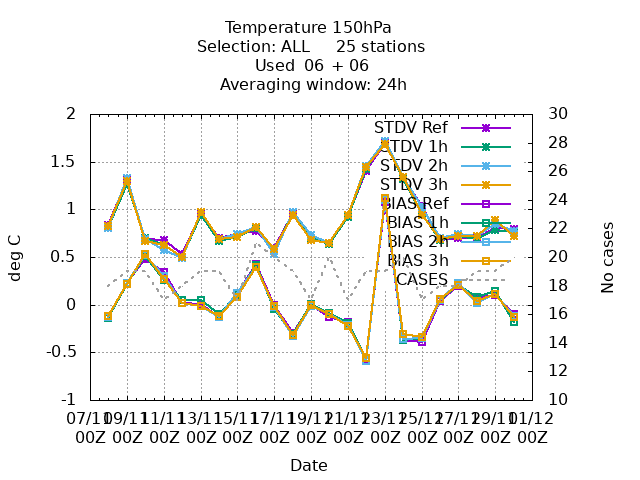 Temperature 150hPa
Selection: ALL 25 stations
Used 06 + 06
Averaging window: 24h
deg C
2
1.5
1
0.5
0
-0.5
-1
No cases
30
28
26
24
22
20
18
16
14
12
10
STDV Ref
STDV 1h
STDV 2h
STDV 3h
BIAS Ref
BIAS 1h
BIAS 2h
BIAS 3h
CASES
07/11 09/11 11/11 13/11 15/11 17/11 19/11 21/11 23/11 25/11 27/11 29/11 01/12
00Z 00Z 00Z 00Z 00Z 00Z 00Z 00Z 00Z 00Z 00Z 00Z 00Z
Date